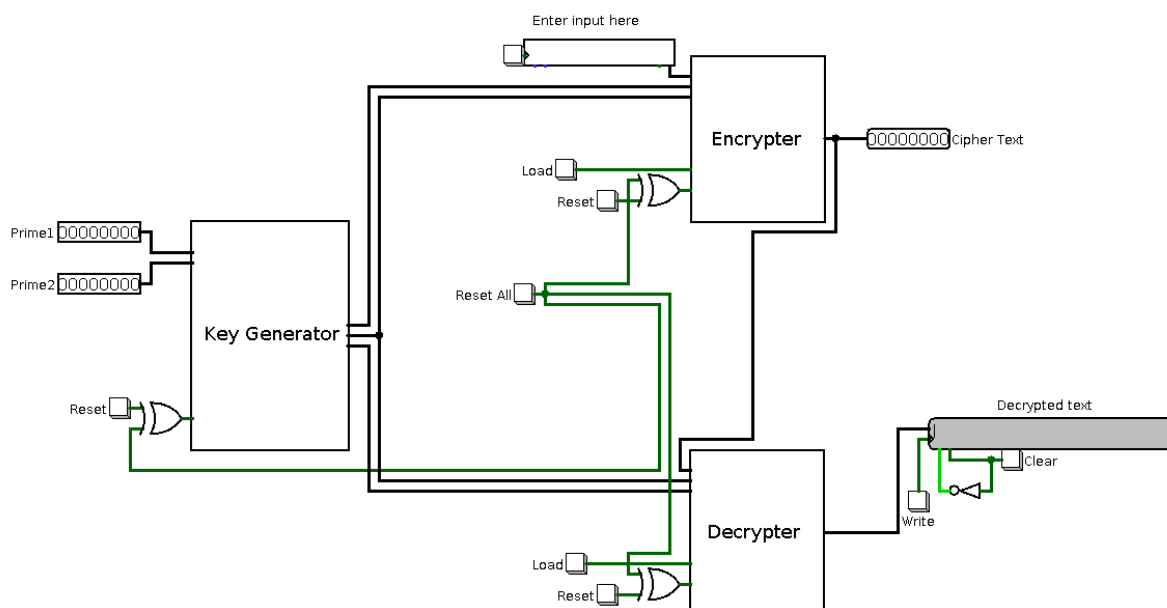 Enter input here
Encrypter
00000000 Cipher Text
Load
Reset
Prime1 00000000
Prime2 00000000
Reset All
Key Generator
Reset
Decrypted text
Clear
Write
Decrypter
Load
Reset